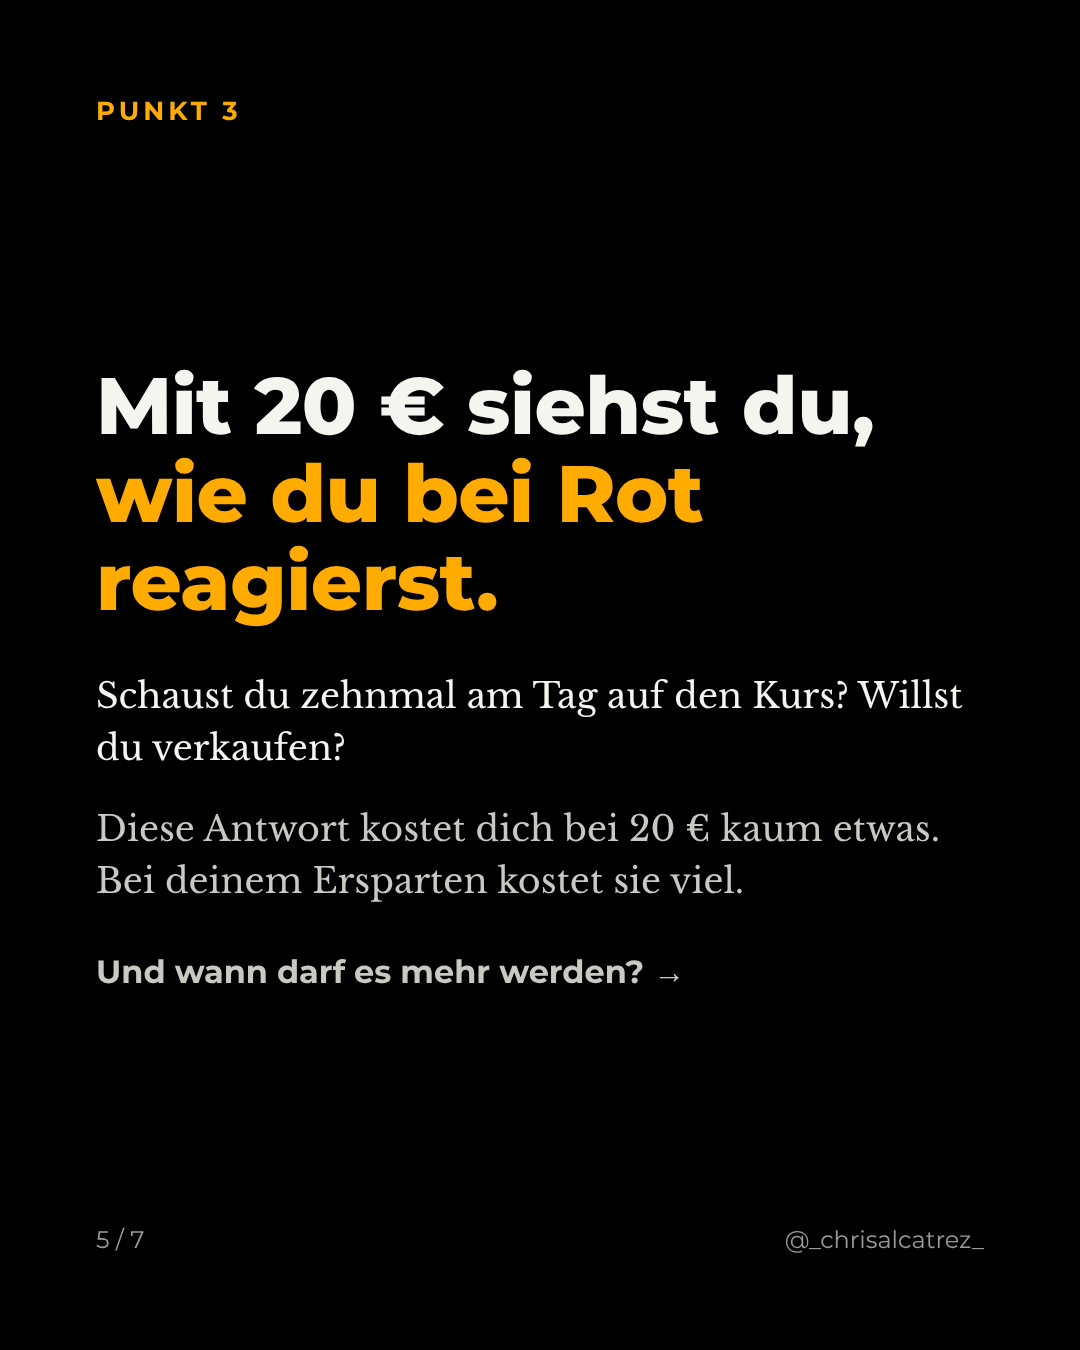 PUNKT 3
Mit 20 € siehst du,
wie du bei Rot
reagierst.
Schaust du zehnmal am Tag auf den Kurs? Willst
du verkaufen?
Diese Antwort kostet dich bei 20 € kaum etwas.
Bei deinem Ersparten kostet sie viel.
Und wann darf es mehr werden? →
5 / 7
@_chrisalcatrez_